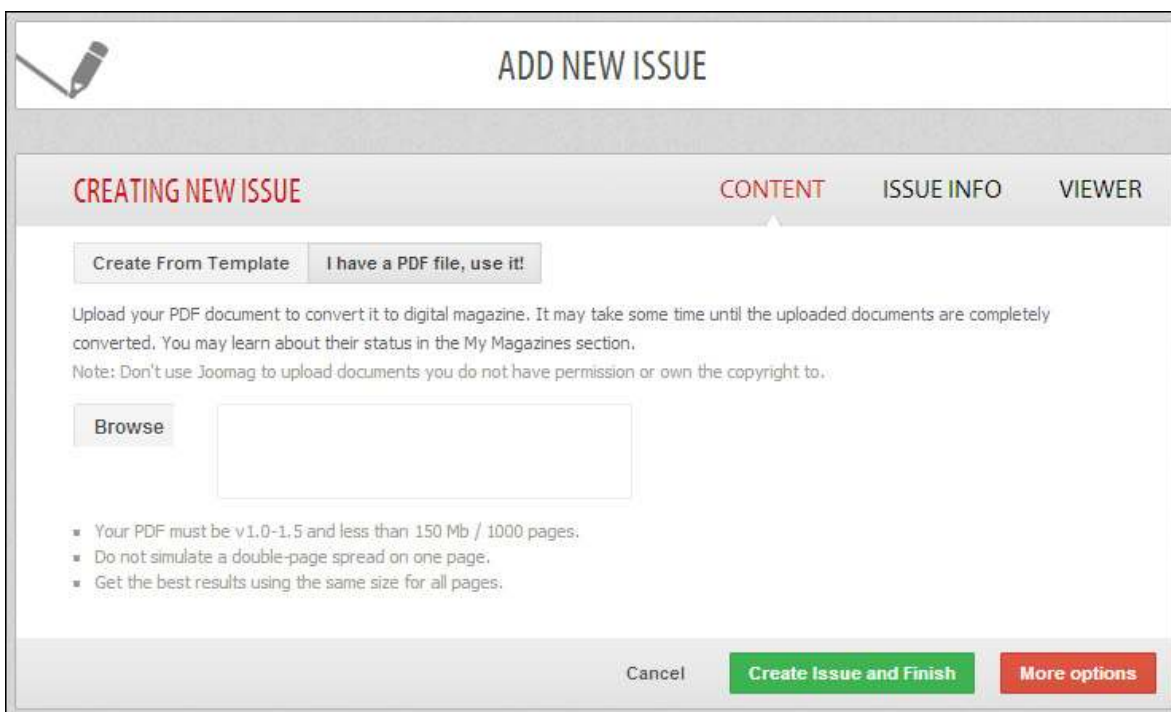 ADD NEW ISSUE
CREATING NEW ISSUE
CONTENT
ISSUE INFO
VIEWER
Create From Template
I have a PDF file, use it!
Upload your PDF document to convert it to digital magazine. It may take some time until the uploaded documents are completely
converted. You may learn about their status in the My Magazines section.
Note: Don't use Joomag to upload documents you do not have permission or own the copyright to.
Browse
Your PDF must be v1.0-1.5 and less than 150 Mb / 1000 pages.
Do not simulate a double-page spread on one page.
Get the best results using the same size for all pages.
Cancel
Create Issue and Finish
More options